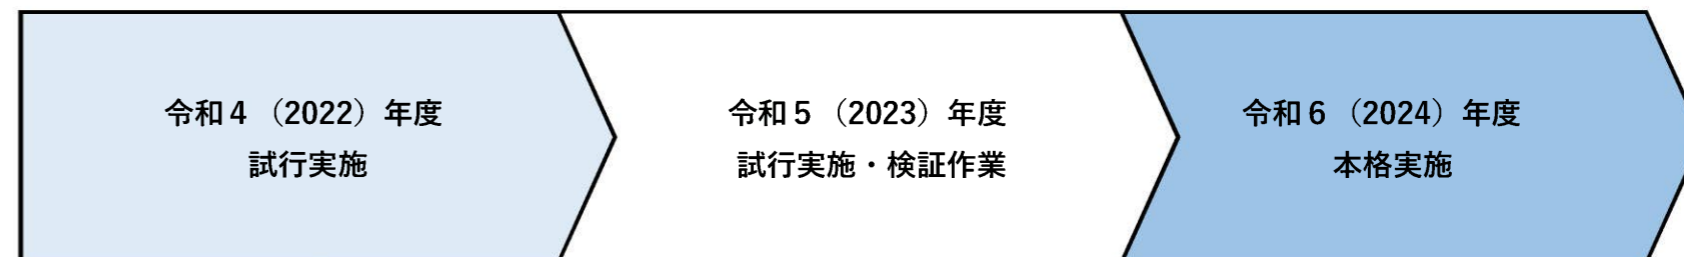 令和４（2022）年度
試行実施
令和５（2023）年度
試行実施・検証作業
令和６（2024）年度
本格実施